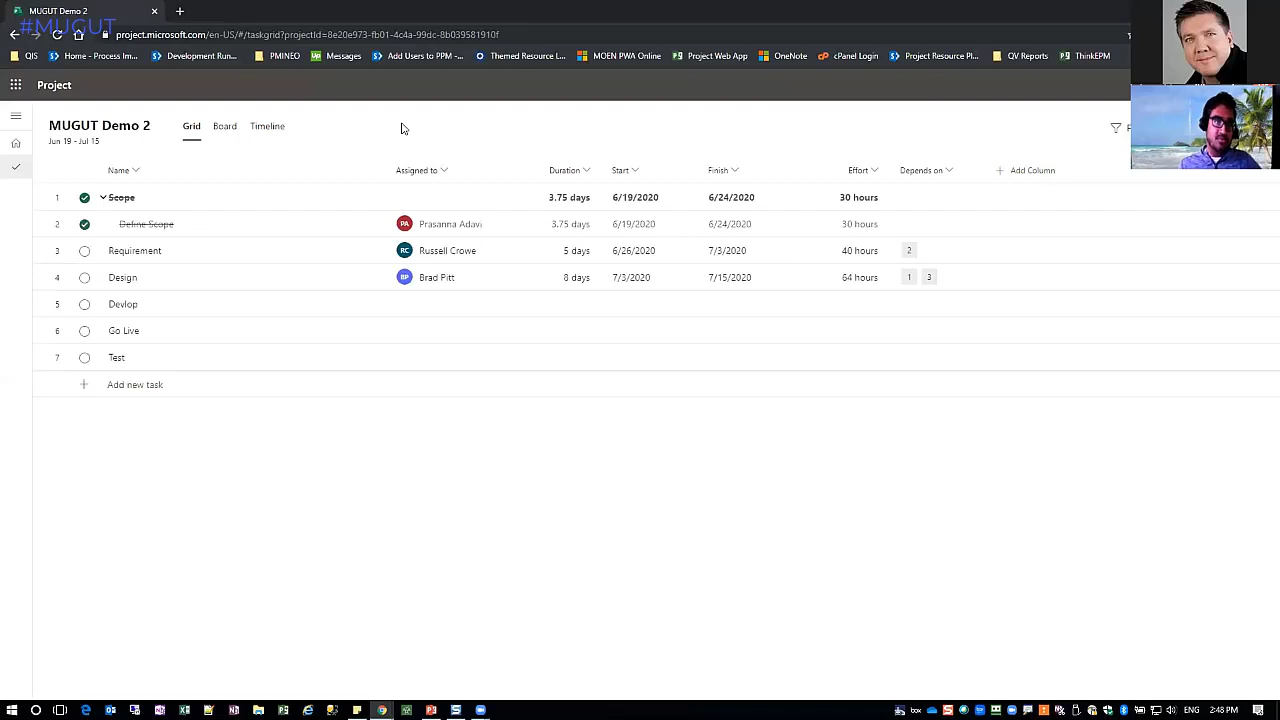 MUGUT Demo 2
#MUGUT
project.microsoft.com/en-US/#/taskgrid?projectId=8e20e973-fb01-4c4a-99dc-8b039581910f
QIS Home - Process Im... Development Run... PMINEO Messages Add Users to PPM –... Themed Resource L... MOEN PWA Online Project Web App OneNote cPanel Login Project Resource Pl... QV Reports ThinkEPM
Project
MUGUT Demo 2 Grid Board Timeline
Jun 19 - Jul 15
Name Assigned to Duration Start Finish Effort Depends on Add Column
1 Scope 3.75 days 6/19/2020 6/24/2020 30 hours
2 Define Scope PA Prasanna Adavi 3.75 days 6/19/2020 6/24/2020 30 hours
3 Requirement RC Russell Crowe 5 days 6/26/2020 7/3/2020 40 hours 2
4 Design BP Brad Pitt 8 days 7/3/2020 7/15/2020 64 hours 1 3
5 Devlop
6 Go Live
7 Test
Add new task
2:48 PM